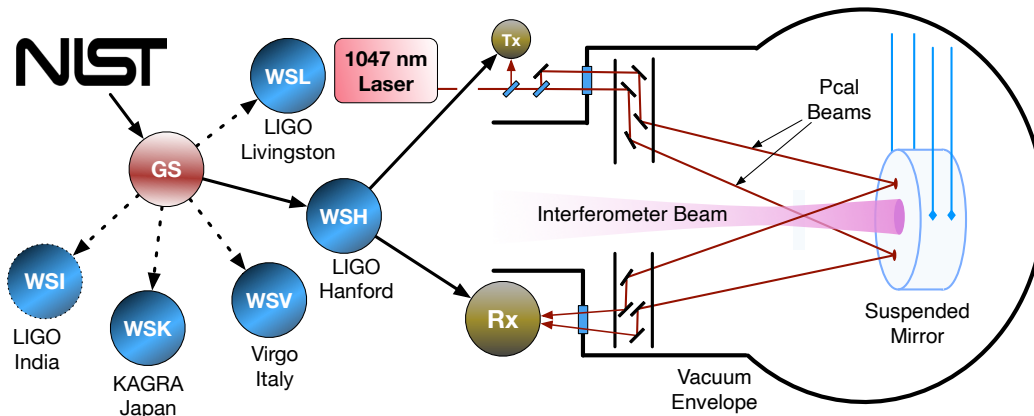 NIST
GS
WSL
LIGO
Livingston
1047 nm
Laser
Tx
WSH
LIGO
Hanford
WSI
LIGO
India
WSK
KAGRA
Japan
WSV
Virgo
Italy
Rx
Pcal
Beams
Interferometer Beam
Suspended
Mirror
Vacuum
Envelope